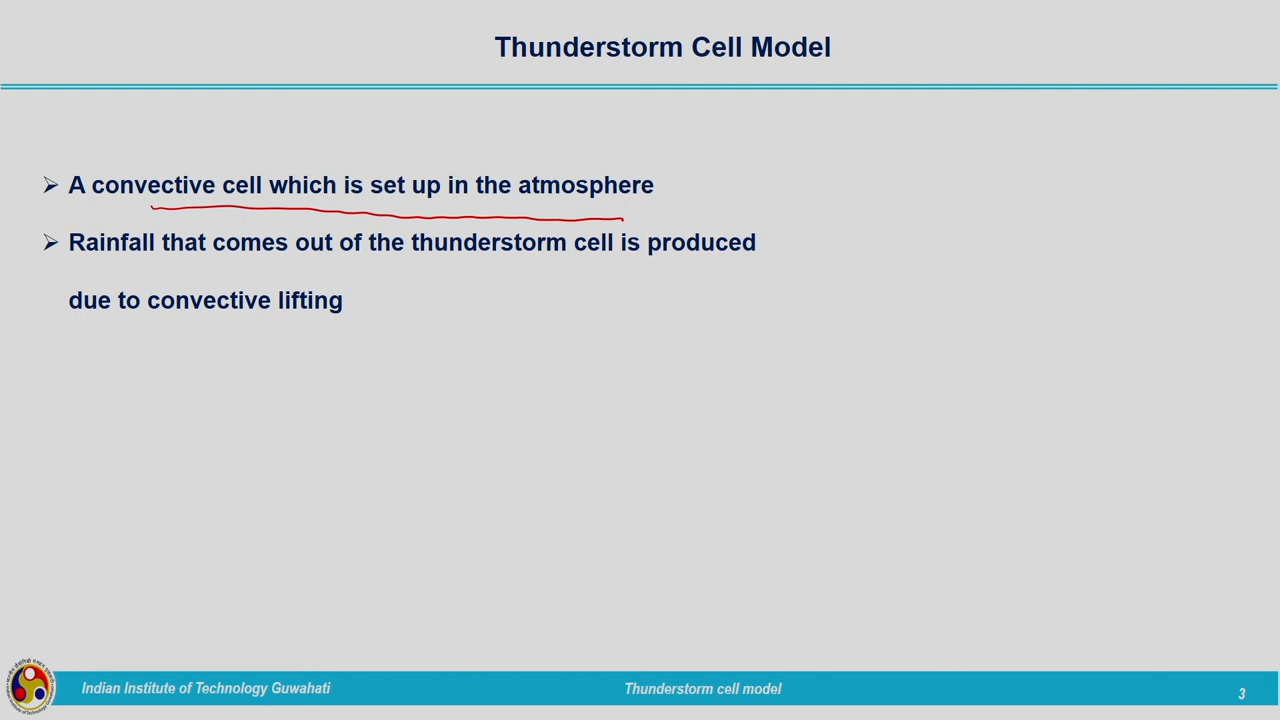 Thunderstorm Cell Model
➢ A convective cell which is set up in the atmosphere
➢ Rainfall that comes out of the thunderstorm cell is produced
due to convective lifting
Indian Institute of Technology Guwahati
Thunderstorm cell model
3